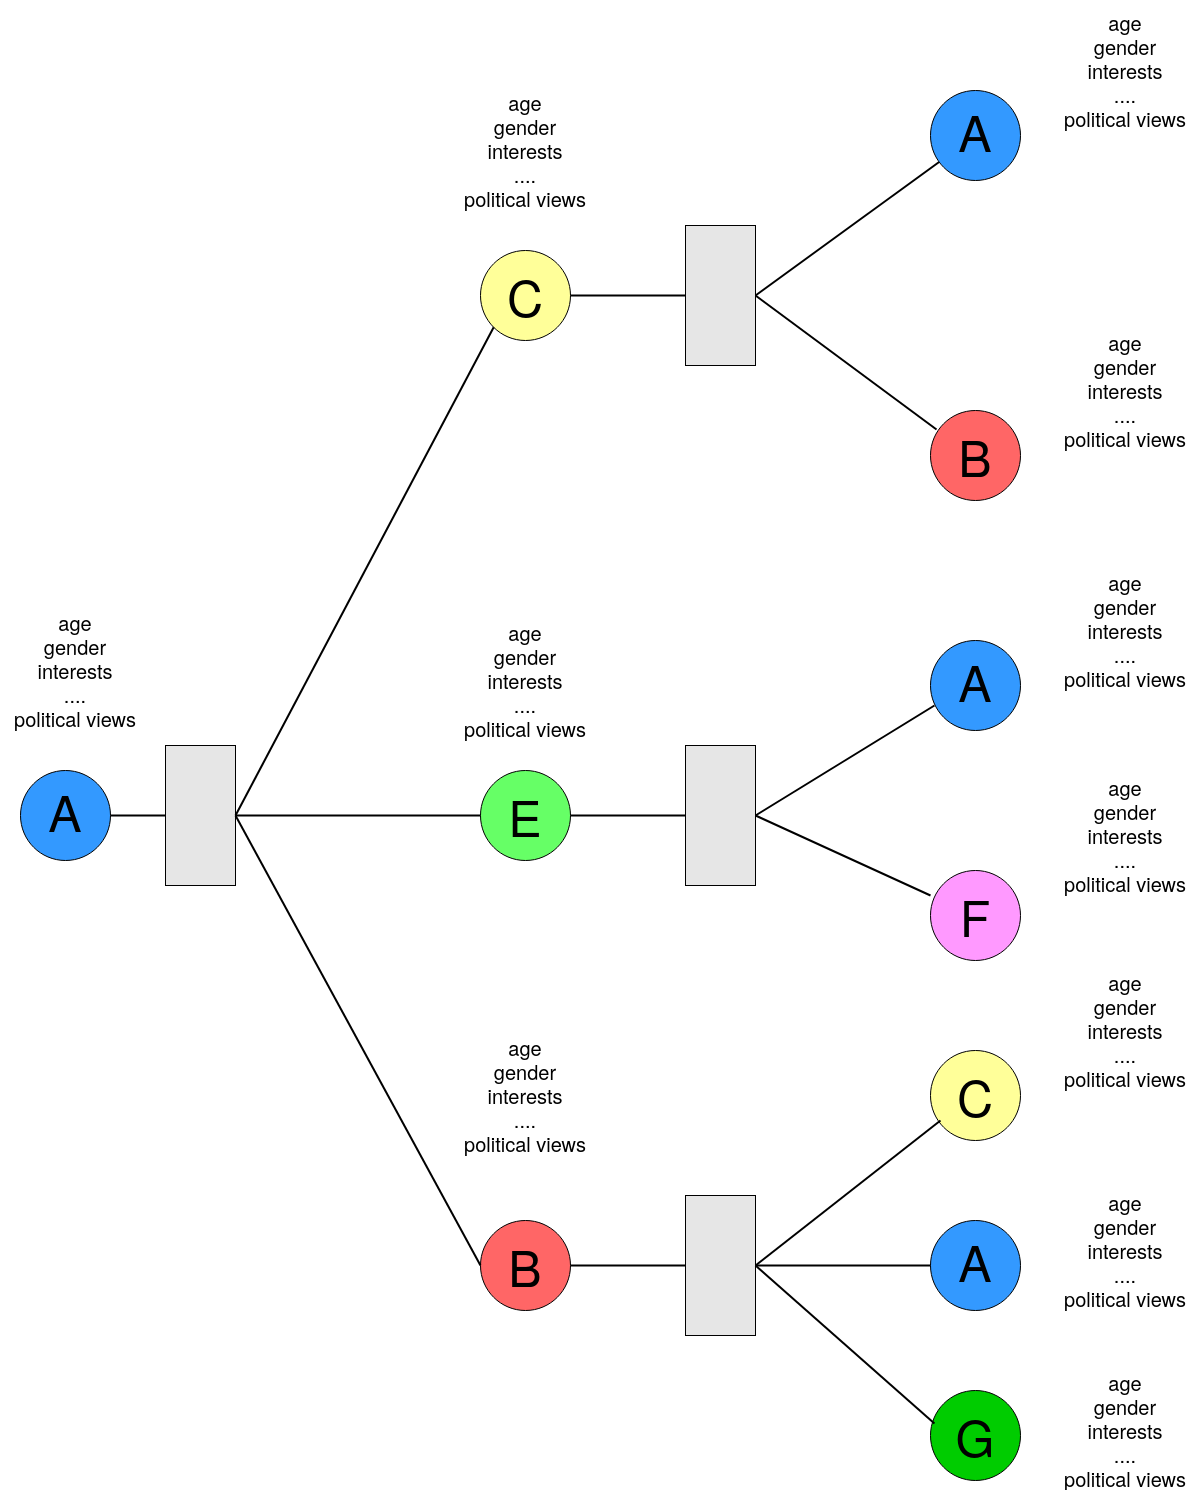 age
gender
interests
....
political views
A
age
gender
interests
....
political views
C
age
gender
interests
....
political views
E
age
gender
interests
....
political views
B
age
gender
interests
....
political views
A
age
gender
interests
....
political views
B
age
gender
interests
....
political views
A
age
gender
interests
....
political views
F
age
gender
interests
....
political views
C
age
gender
interests
....
political views
A
age
gender
interests
....
political views
G